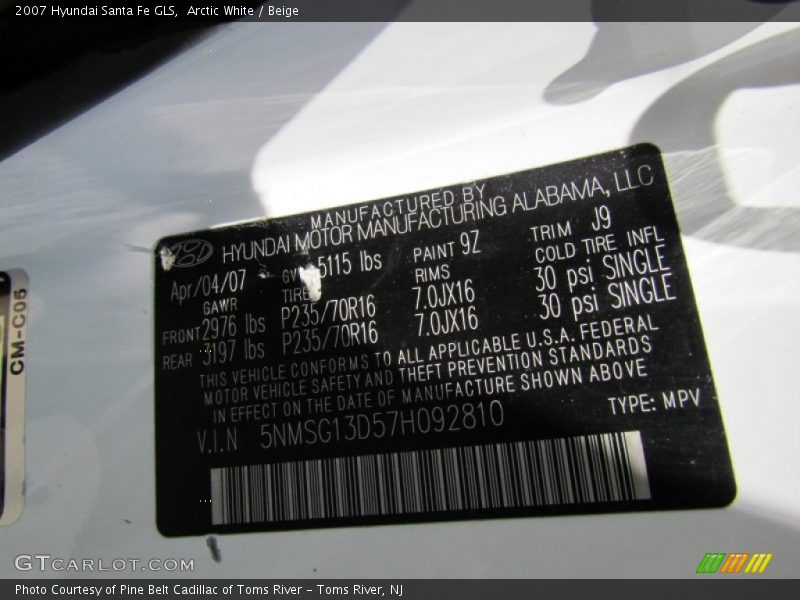 2007 Hyundai Santa Fe GLS,  Arctic White / Beige
MANUFACTURED BY
HYUNDAI MOTOR MANUFACTURING ALABAMA, LLC
Apr/04/07 GV 5115 lbs PAINT 9Z TRIM J9
GAWR TIRE RIMS COLD TIRE INFL
FRONT 2976 lbs P235/70R16 7.0JX16 30 psi SINGLE
REAR 3197 lbs P235/70R16 7.0JX16 30 psi SINGLE
THIS VEHICLE CONFORMS TO ALL APPLICABLE U.S.A. FEDERAL
MOTOR VEHICLE SAFETY AND THEFT PREVENTION STANDARDS
IN EFFECT ON THE DATE OF MANUFACTURE SHOWN ABOVE
V.I.N 5NMSG13D57H092810 TYPE: MPV
CM-C05
GTCARLOT.COM
Photo Courtesy of Pine Belt Cadillac of Toms River – Toms River, NJ